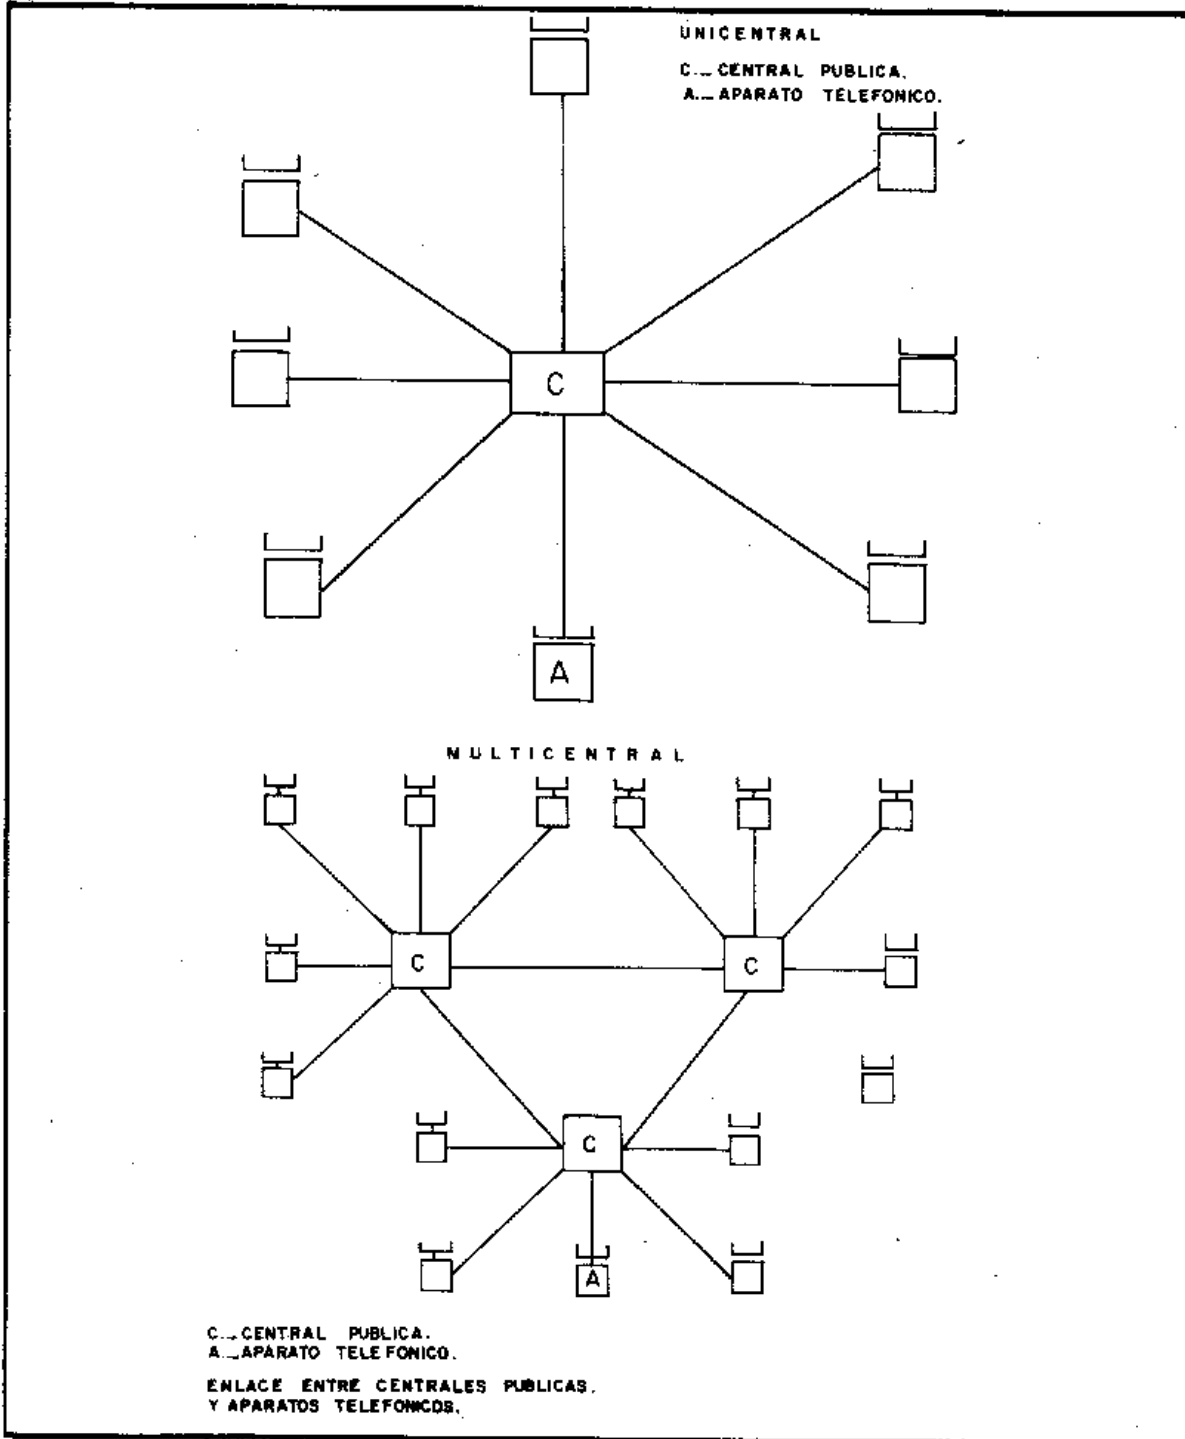 UNICENTRAL
C... CENTRAL PUBLICA.
A... APARATO TELEFONICO.
C
A
MULTICENTRAL
C
C
C
A
C... CENTRAL PUBLICA.
A... APARATO TELEFONICO.
ENLACE ENTRE CENTRALES PUBLICAS.
Y APARATOS TELEFONICOS.